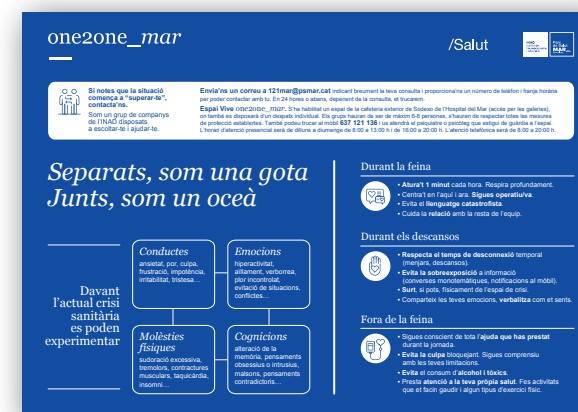 one2one_mar
/Salut
Si notes que la situació
comença a “superar-te”,
contacta'ns.
Som un grup de companys
de l'INAD disposats
a escoltar-te i ajudar-te.
Envia'ns un correu a 121mar@psmar.cat indicant breument la teva consulta i proporciona'ns un número de telèfon i franja horària
per poder contactar amb tu. En 24 hores o abans, depenent de la consulta, et trucarem.
Espai Vive one2one_mar. S'ha habilitat un espai de la cafeteria exterior de Sodexo de l'Hospital del Mar (accés per les galeries),
on també es disposarà d'un despatx individual. Els grups hauran de ser de màxim 6-8 persones, s'hauran de respectar totes les mesures
de protecció establertes. També podeu trucar al mòbil 637 121 136 i us atendrà el psiquiatre o psicòleg que estigui de guàrdia a l'espai.
L'horari d'atenció presencial serà de dilluns a diumenge de 8:00 a 13:00 h i de 16:00 a 20:00 h. L'atenció telefònica serà de 8:00 a 20:00 h.
Separats, som una gota
Junts, som un oceà
Davant
l'actual crisi
sanitària
es poden
experimentar
Conductes
ansietat, por, culpa,
frustració, impotència,
irritabilitat, tristesa...
Emocions
hiperactivitat,
aïllament, verborrea,
plor incontrolat,
evitació de situacions,
conflictes...
Molèsties
físiques
sudoració excessiva,
tremolors, contractures
musculars, taquicàrdia,
insomni...
Cognicions
alteració de la
memòria, pensaments
obsessius o intrusius,
malsons, pensaments
contradictoris...
Durant la feina
• Atura't 1 minut cada hora. Respira profundament.
• Centra't en l'aquí i ara. Sigues operatiu/va.
• Evita el llenguatge catastrofista.
• Cuida la relació amb la resta de l'equip.
Durant els descansos
• Respecta el temps de desconnexió temporal
(menjars, descansos).
• Evita la sobreexposició a informació
(converses monotemàtiques, notificacions al mòbil).
• Surt, si pots, físicament de l'espai de crisi.
• Comparteix les teves emocions, verbalitza com et sents.
Fora de la feina
• Sigues conscient de tota l'ajuda que has prestat
durant la jornada.
• Evita la culpa bloquejant. Sigues comprensiu
amb les teves limitacions.
• Evita el consum d'alcohol i tòxics.
• Presta atenció a la teva pròpia salut. Fes activitats
que et facin gaudir i algun tipus d'exercici físic.